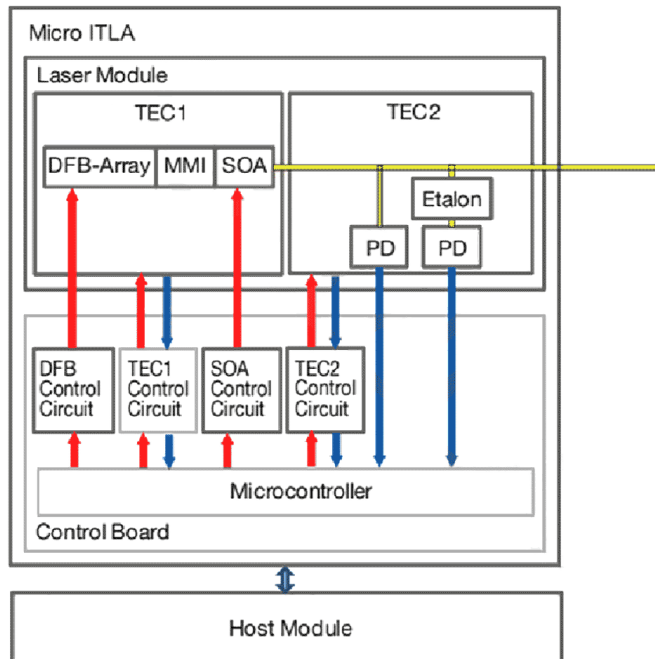 Micro ITLA
Laser Module
TEC1
TEC2
DFB-Array
MMI
SOA
Etalon
PD
PD
DFB
Control
Circuit
TEC1
Control
Circuit
SOA
Control
Circuit
TEC2
Control
Circuit
Microcontroller
Control Board
Host Module